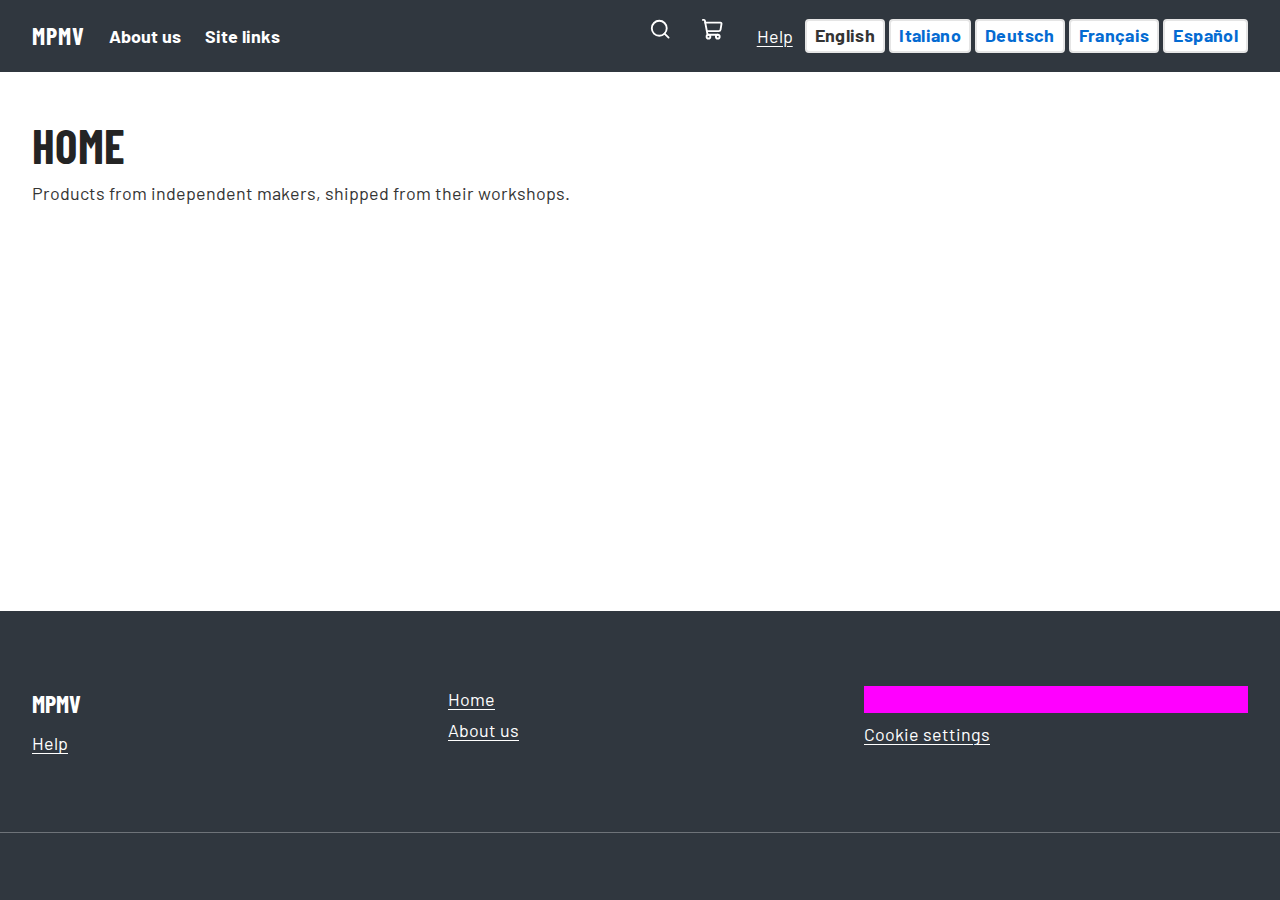 MPMV About us Site links Help English Italiano Deutsch Français Español
HOME
Products from independent makers, shipped from their workshops.
MPMV
Help
Home
About us
Cookie settings